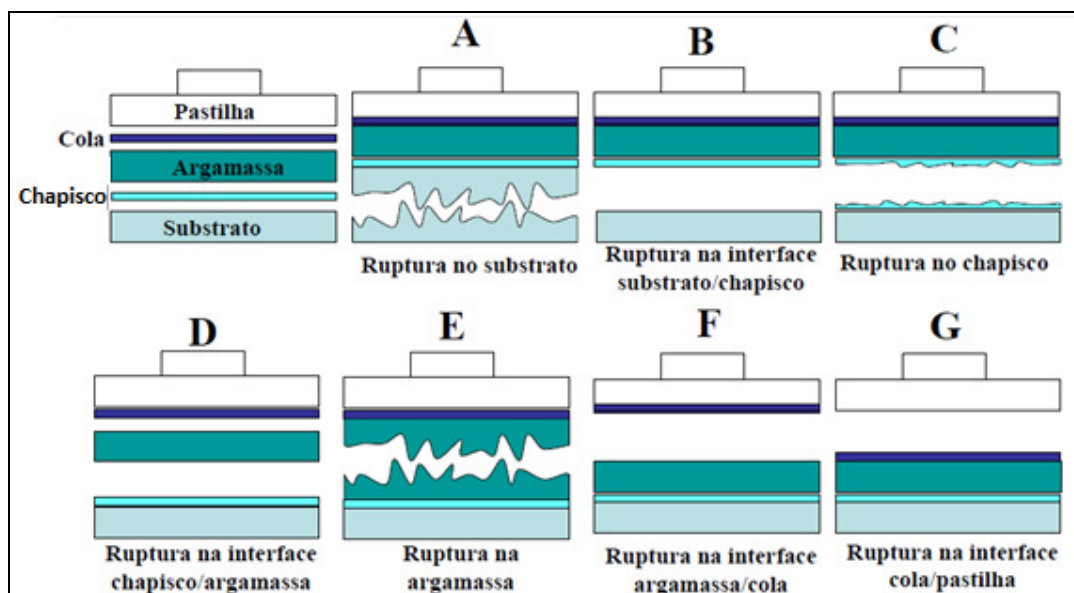 Pastilha
Cola
Argamassa
Chapisco
Substrato
A
Ruptura no substrato
B
Ruptura na interface
substrato/chapisco
C
Ruptura no chapisco
D
Ruptura na interface
chapisco/argamassa
E
Ruptura na
argamassa
F
Ruptura na interface
argamassa/cola
G
Ruptura na interface
cola/pastilha